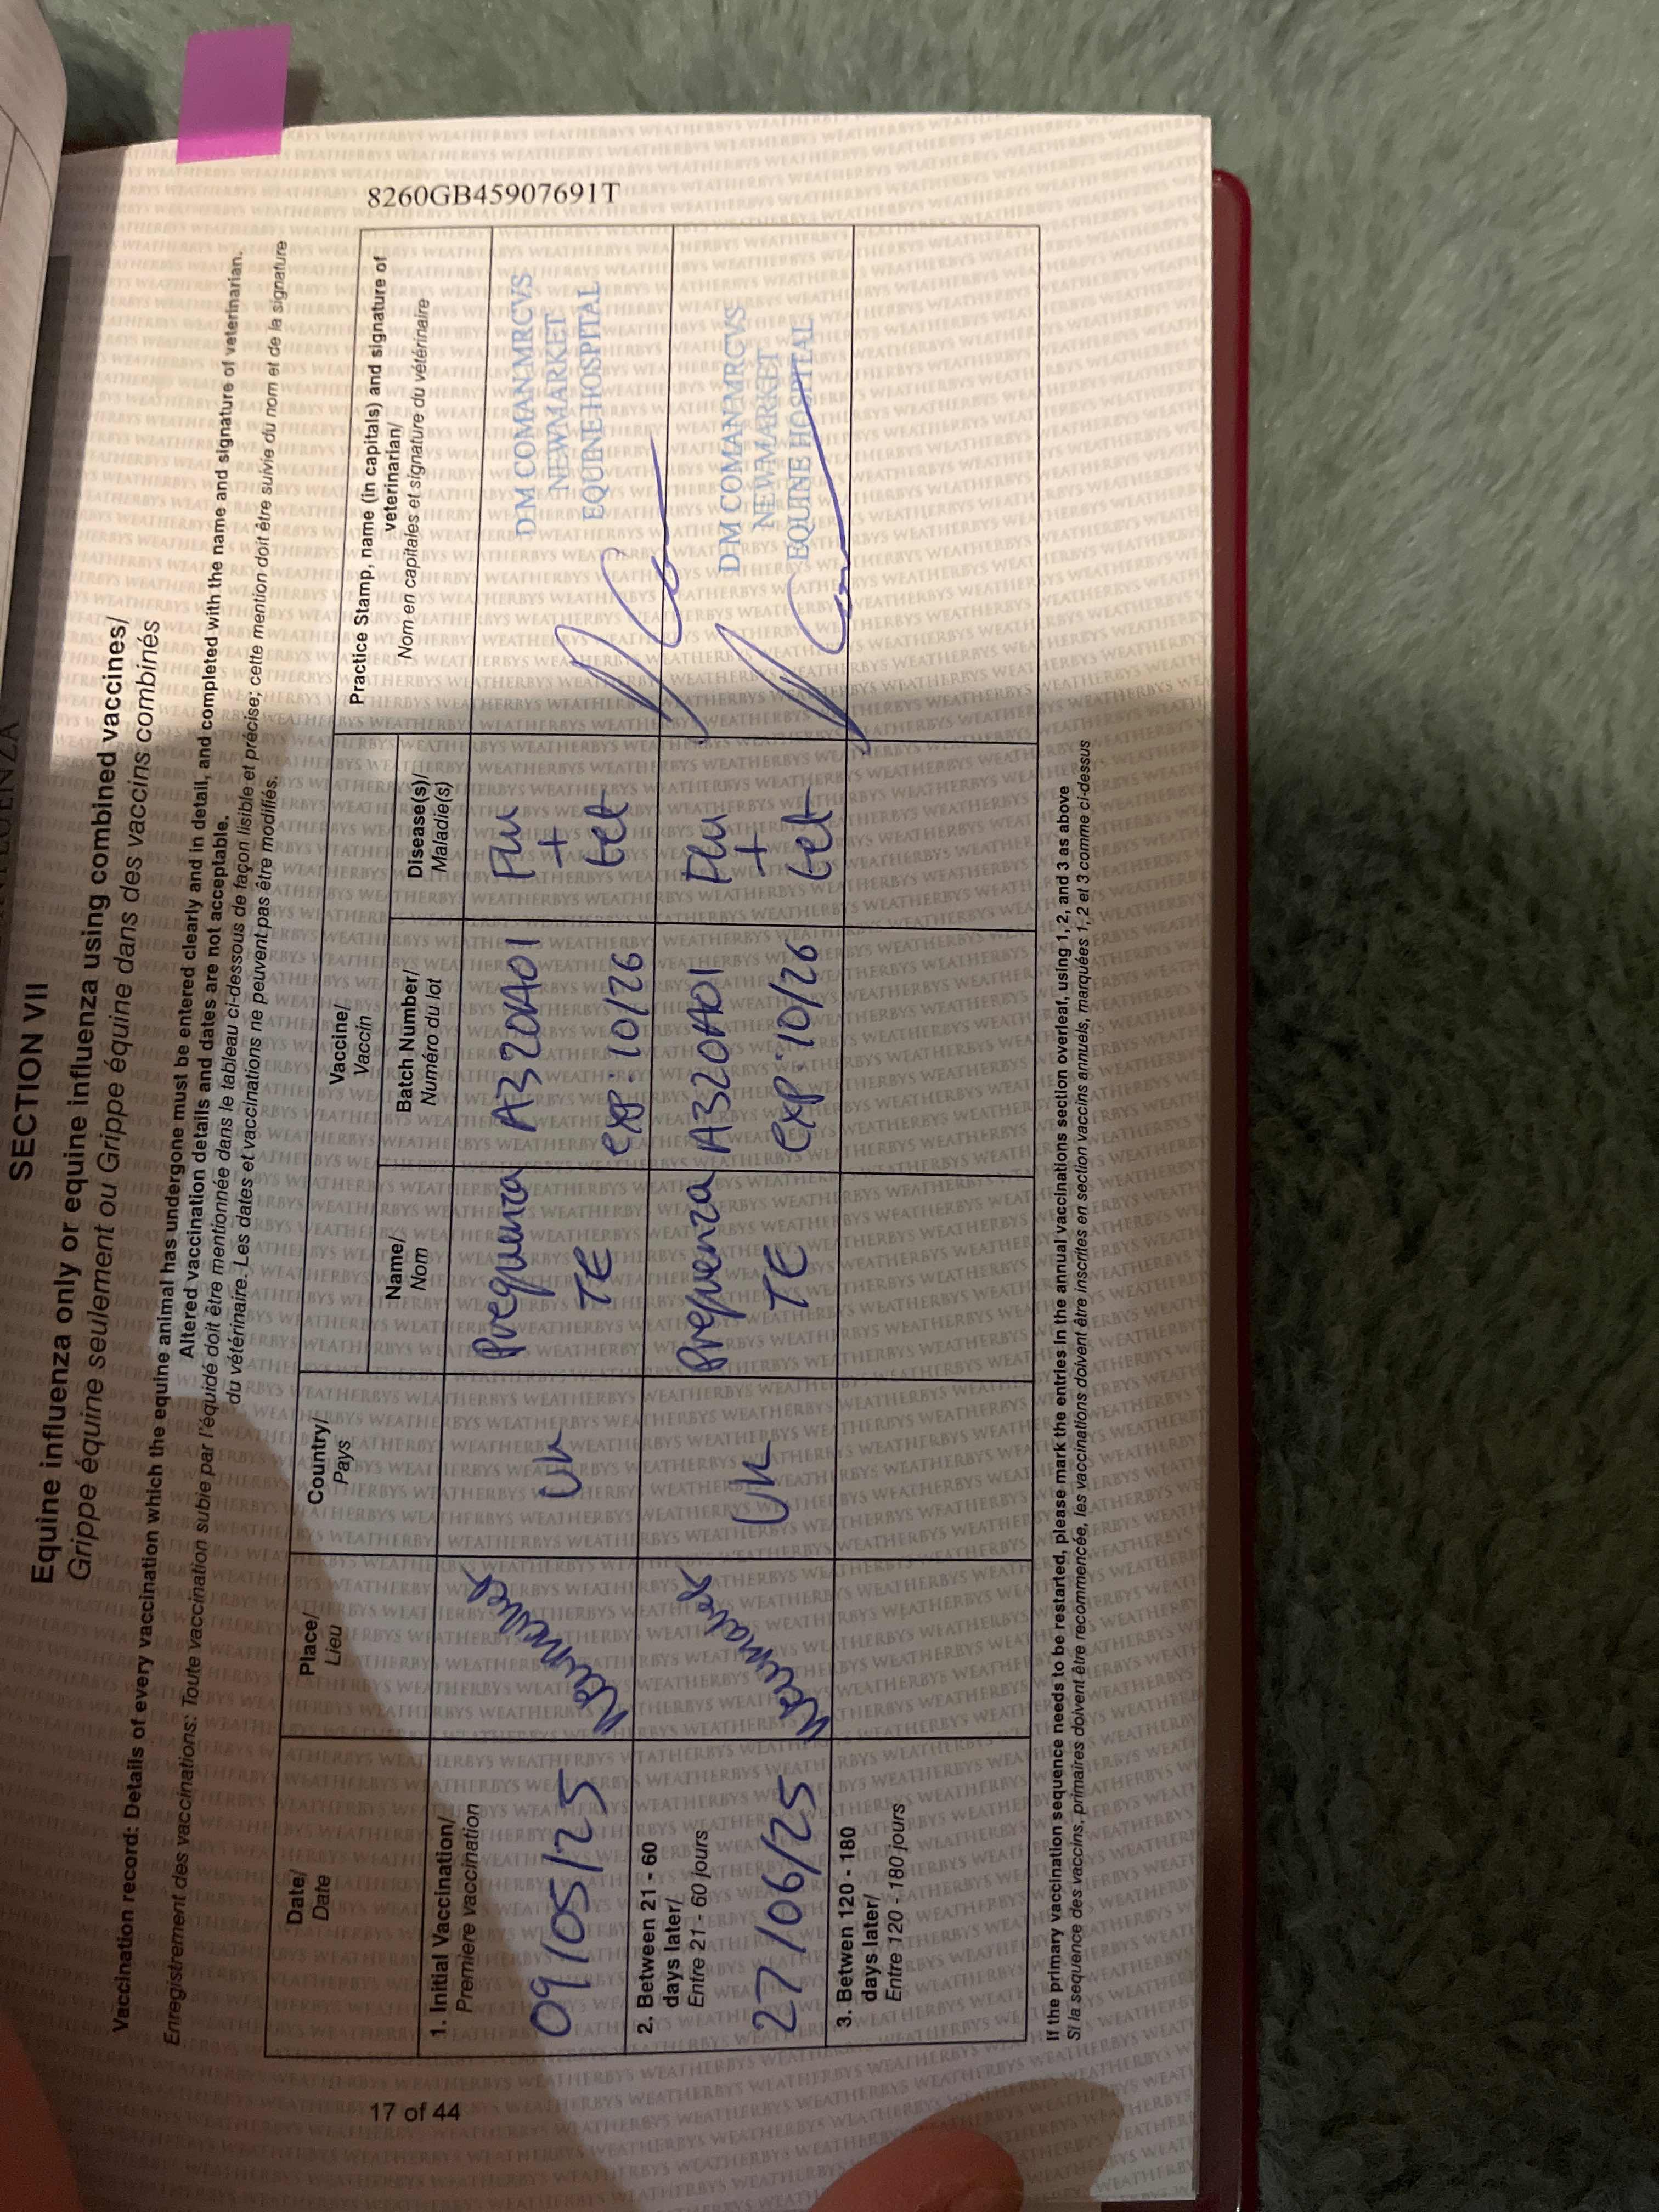 SECTION VII
Equine influenza only or equine influenza using combined vaccines/
Grippe équine seulement ou Grippe équine dans des vaccins combinés
Vaccination record: Details of every vaccination which the equine animal has undergone must be entered clearly and in detail, and completed with the name and signature of veterinarian.
Altered vaccination details and dates are not acceptable.
Enregistrement des vaccinations:: Toute vaccination subie par l'équidé doit être mentionnée dans le tableau ci-dessous de façon lisible et précise; cette mention doit être suivie du nom et de la signature
du vétérinaire. Les dates et vaccinations ne peuvent pas être modifiés.
8260GB45907691T
Date/
Date
Place/
Lieu
Country/
Pays
Vaccine/
Vaccin
Name/
Nom
Batch Number/
Numéro du lot
Disease(s)/
Maladie(s)
Practice Stamp, name (in capitals) and signature of
veterinarian/
Nom en capitales et signature du vétérinaire
1. Initial Vaccination/
Premiere vaccination
09/05/25
Newmarket
UK
Prequenza
TE
A320A01
exp: 10/26
Flu
+
tet
D M COMAN MRCVS
NEWMARKET
EQUINE HOSPITAL
2. Between 21 - 60
days later/
Entre 21 - 60 jours
27/06/25
Newmarket
UK
Prequenza
TE
A320A01
exp: 10/26
Flu
+
tet
D M COMAN MRCVS
NEWMARKET
EQUINE HOSPITAL
3. Betwen 120 - 180
days later/
Entre 120 - 180 jours
If the primary vaccination sequence needs to be restarted, please mark the entries in the annual vaccinations section overleaf, using 1, 2, and 3 as above
Si la sequence des vaccins, primaires doivent être recommencée, les vaccinations doivent être inscrites en section vaccins annuels, marquées 1, 2 et 3 comme ci-dessus
17 of 44